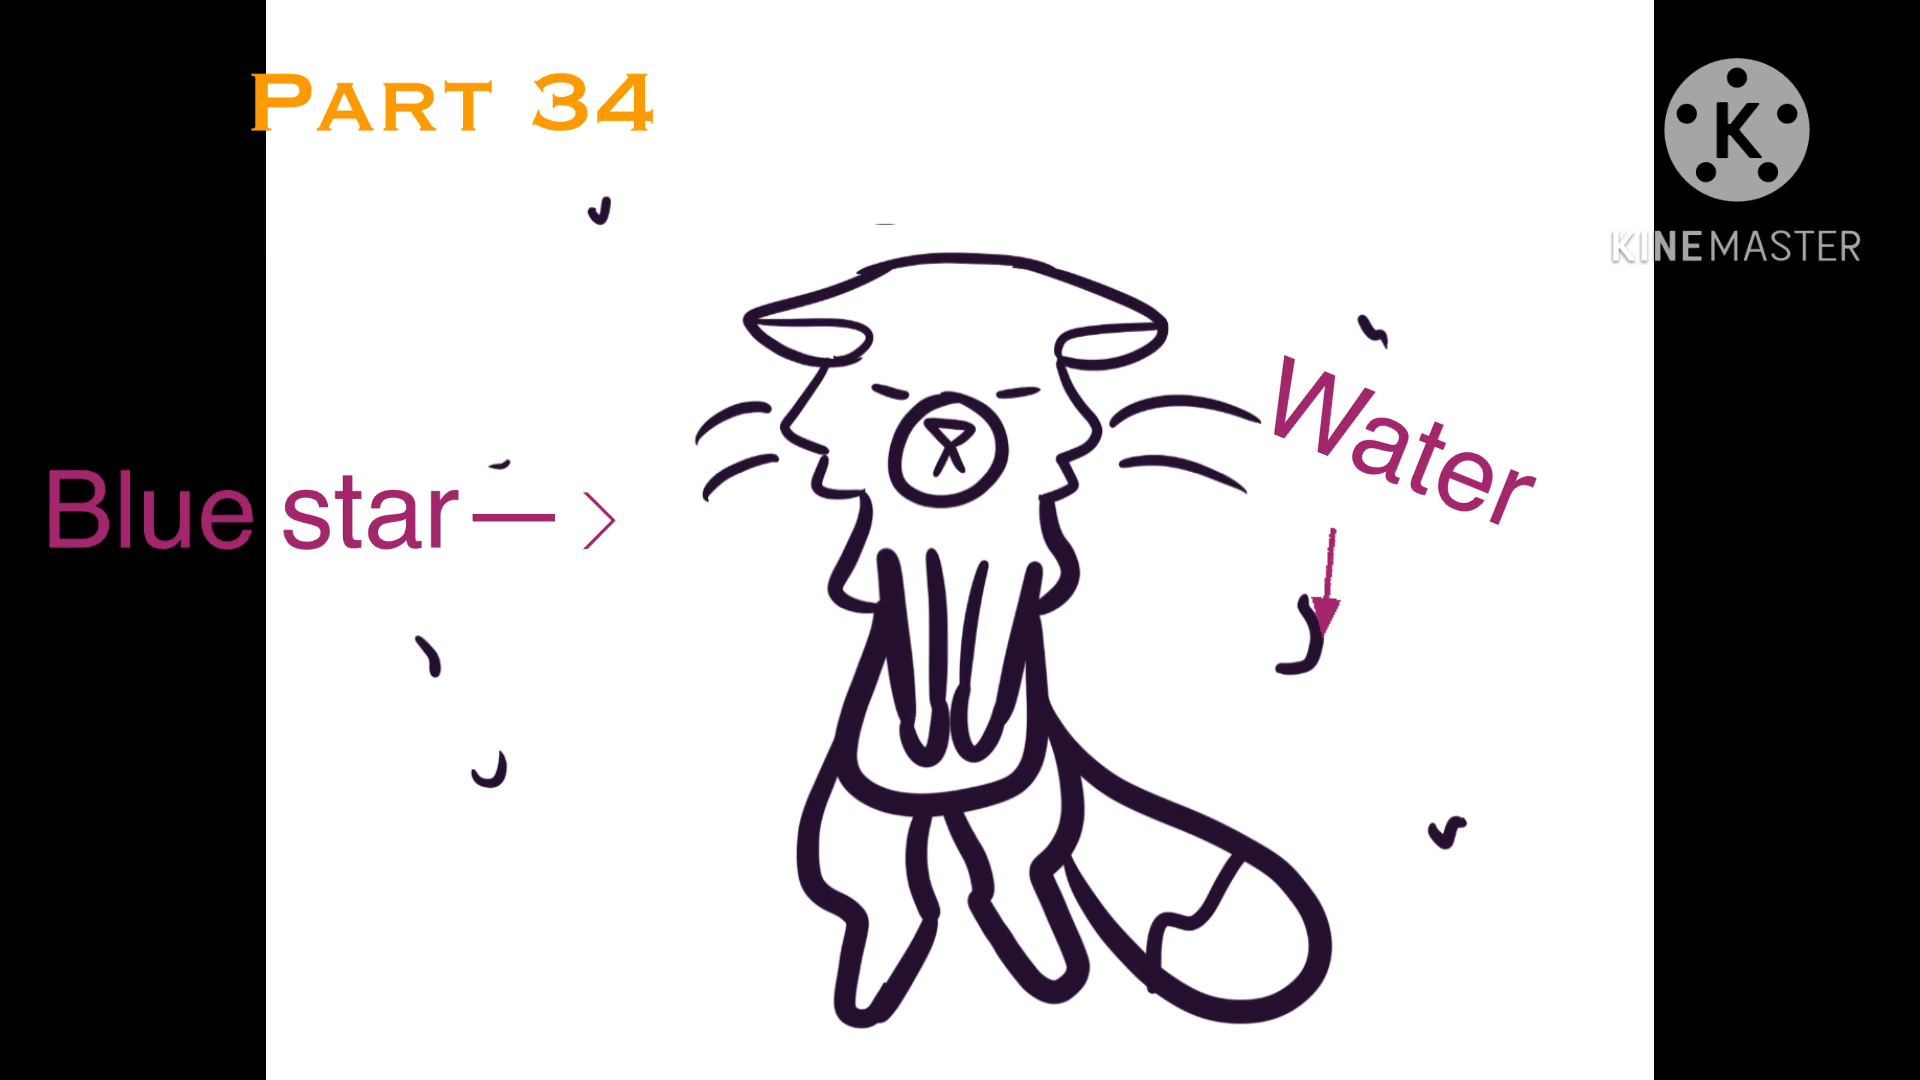 PART 34
K
KINEMASTER
Water
Blue star— >